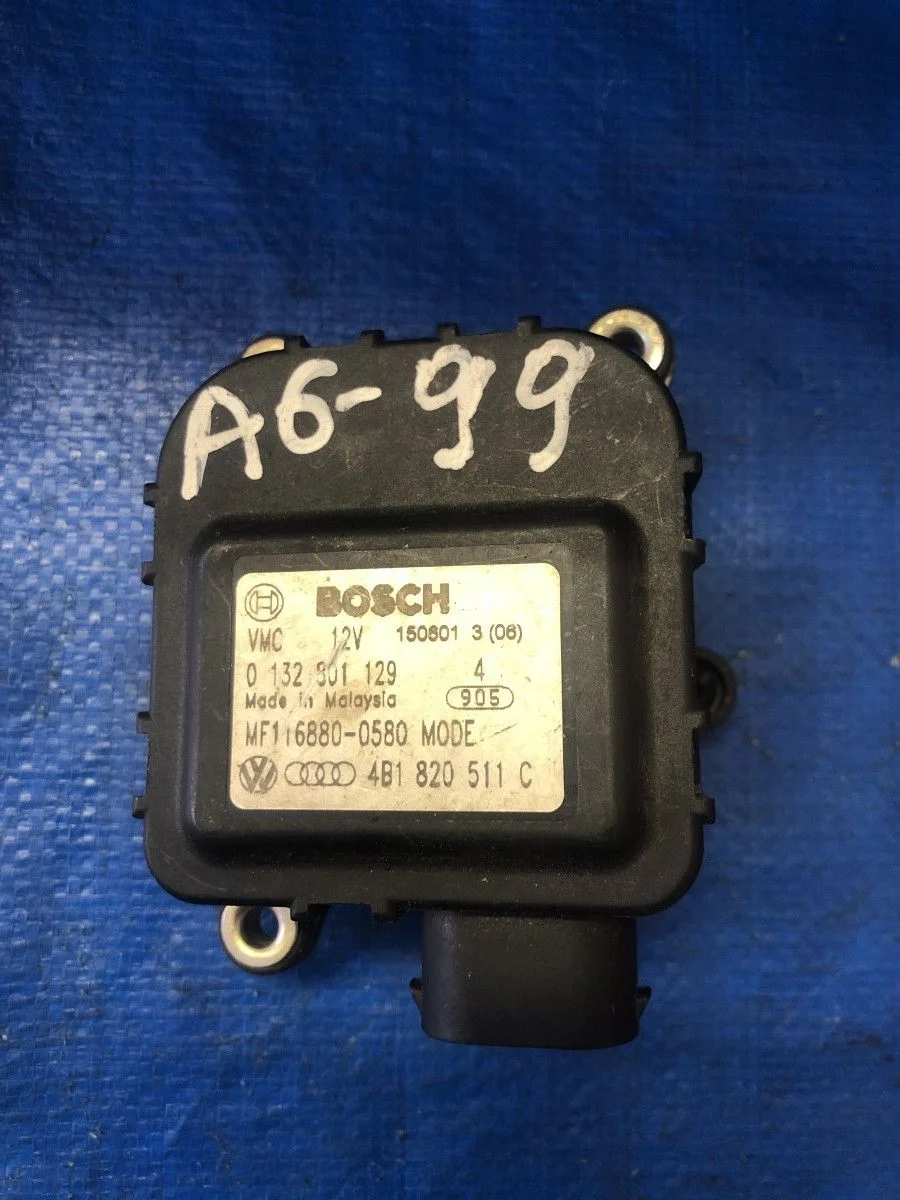 A6-99
BOSCH
VMC 12V 150601 3 (06)
0 132 801 129 4
Made in Malaysia 905
MF116880-0580 MODE
4B1 820 511 C